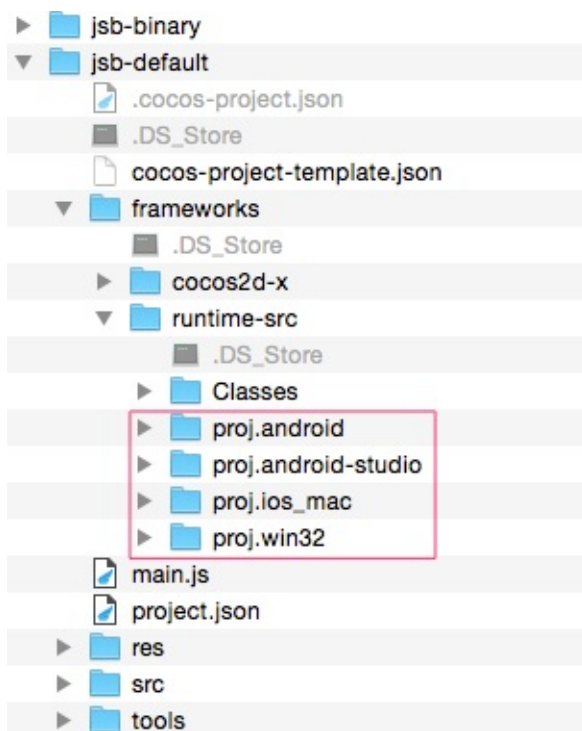 jsb-binary
jsb-default
.cocos-project.json
.DS_Store
cocos-project-template.json
frameworks
.DS_Store
cocos2d-x
runtime-src
.DS_Store
Classes
proj.android
proj.android-studio
proj.ios_mac
proj.win32
main.js
project.json
res
src
tools